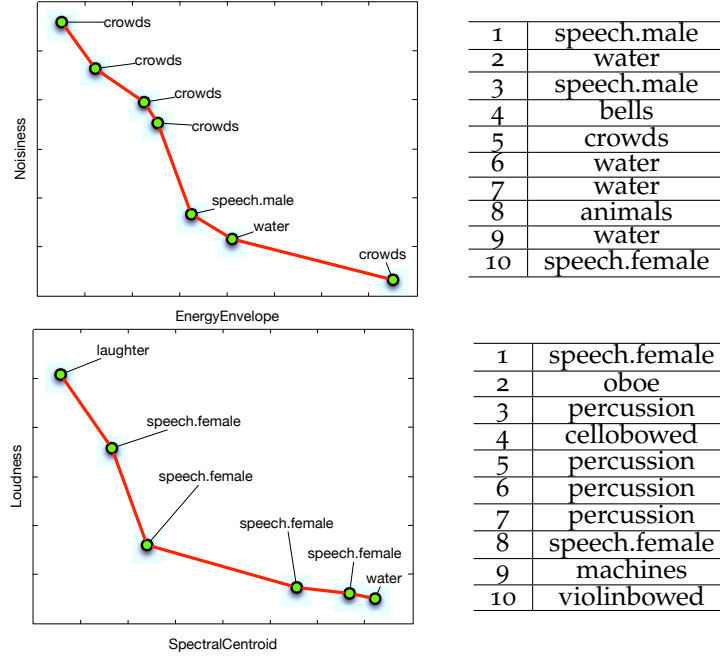 crowds
crowds
crowds
crowds
speech.male
water
crowds
Noisiness
EnergyEnvelope
1 speech.male
2 water
3 speech.male
4 bells
5 crowds
6 water
7 water
8 animals
9 water
10 speech.female
laughter
speech.female
speech.female
speech.female
speech.female
water
Loudness
SpectralCentroid
1 speech.female
2 oboe
3 percussion
4 cellobowed
5 percussion
6 percussion
7 percussion
8 speech.female
9 machines
10 violinbowed